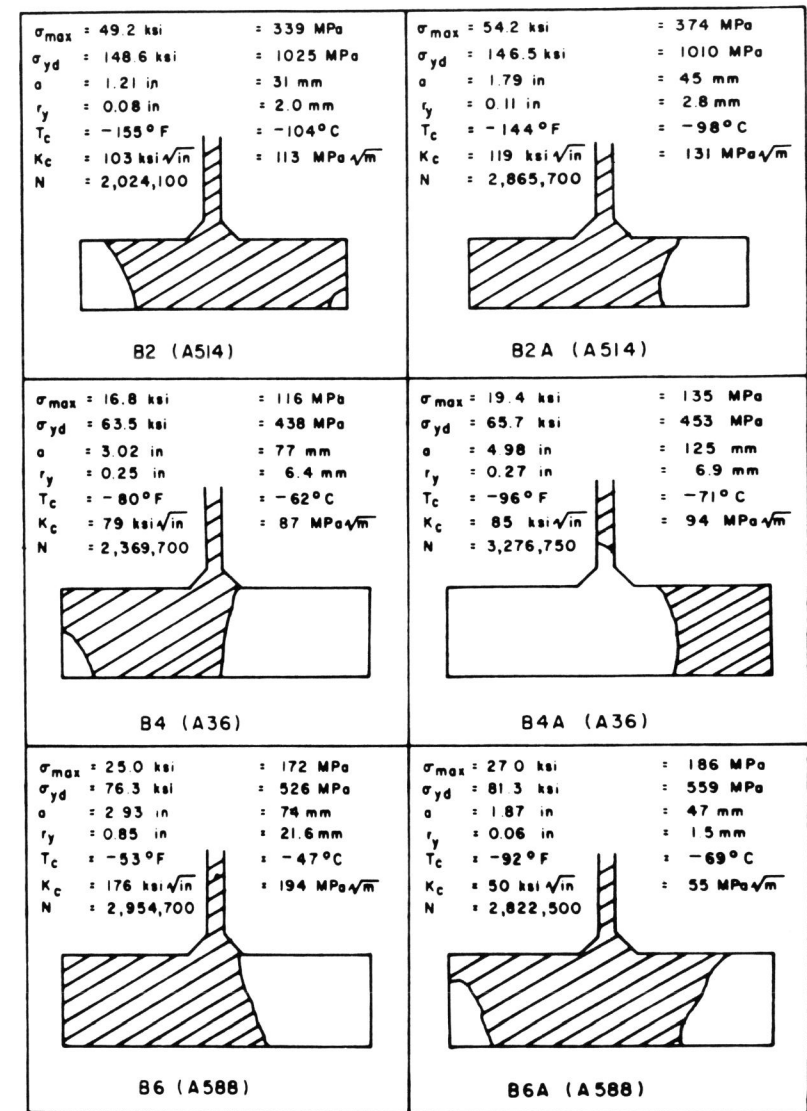 σmax = 49.2 ksi = 339 MPa
σyd = 148.6 ksi = 1025 MPa
a = 1.21 in = 31 mm
ry = 0.08 in = 2.0 mm
Tc = -155°F = -104°C
Kc = 103 ksi√in = 113 MPa√m
N = 2,024,100
B2 (A514)
σmax = 54.2 ksi = 374 MPa
σyd = 146.5 ksi = 1010 MPa
a = 1.79 in = 45 mm
ry = 0.11 in = 2.8 mm
Tc = -144°F = -98°C
Kc = 119 ksi√in = 131 MPa√m
N = 2,865,700
B2A (A514)
σmax = 16.8 ksi = 116 MPa
σyd = 63.5 ksi = 438 MPa
a = 3.02 in = 77 mm
ry = 0.25 in = 6.4 mm
Tc = -80°F = -62°C
Kc = 79 ksi√in = 87 MPa√m
N = 2,369,700
B4 (A36)
σmax = 19.4 ksi = 135 MPa
σyd = 65.7 ksi = 453 MPa
a = 4.98 in = 125 mm
ry = 0.27 in = 6.9 mm
Tc = -96°F = -71°C
Kc = 85 ksi√in = 94 MPa√m
N = 3,276,750
B4A (A36)
σmax = 25.0 ksi = 172 MPa
σyd = 76.3 ksi = 526 MPa
a = 2.93 in = 74 mm
ry = 0.85 in = 21.6 mm
Tc = -53°F = -47°C
Kc = 176 ksi√in = 194 MPa√m
N = 2,954,700
B6 (A588)
σmax = 27.0 ksi = 186 MPa
σyd = 81.3 ksi = 559 MPa
a = 1.87 in = 47 mm
ry = 0.06 in = 1.5 mm
Tc = -92°F = -69°C
Kc = 50 ksi√in = 55 MPa√m
N = 2,822,500
B6A (A588)